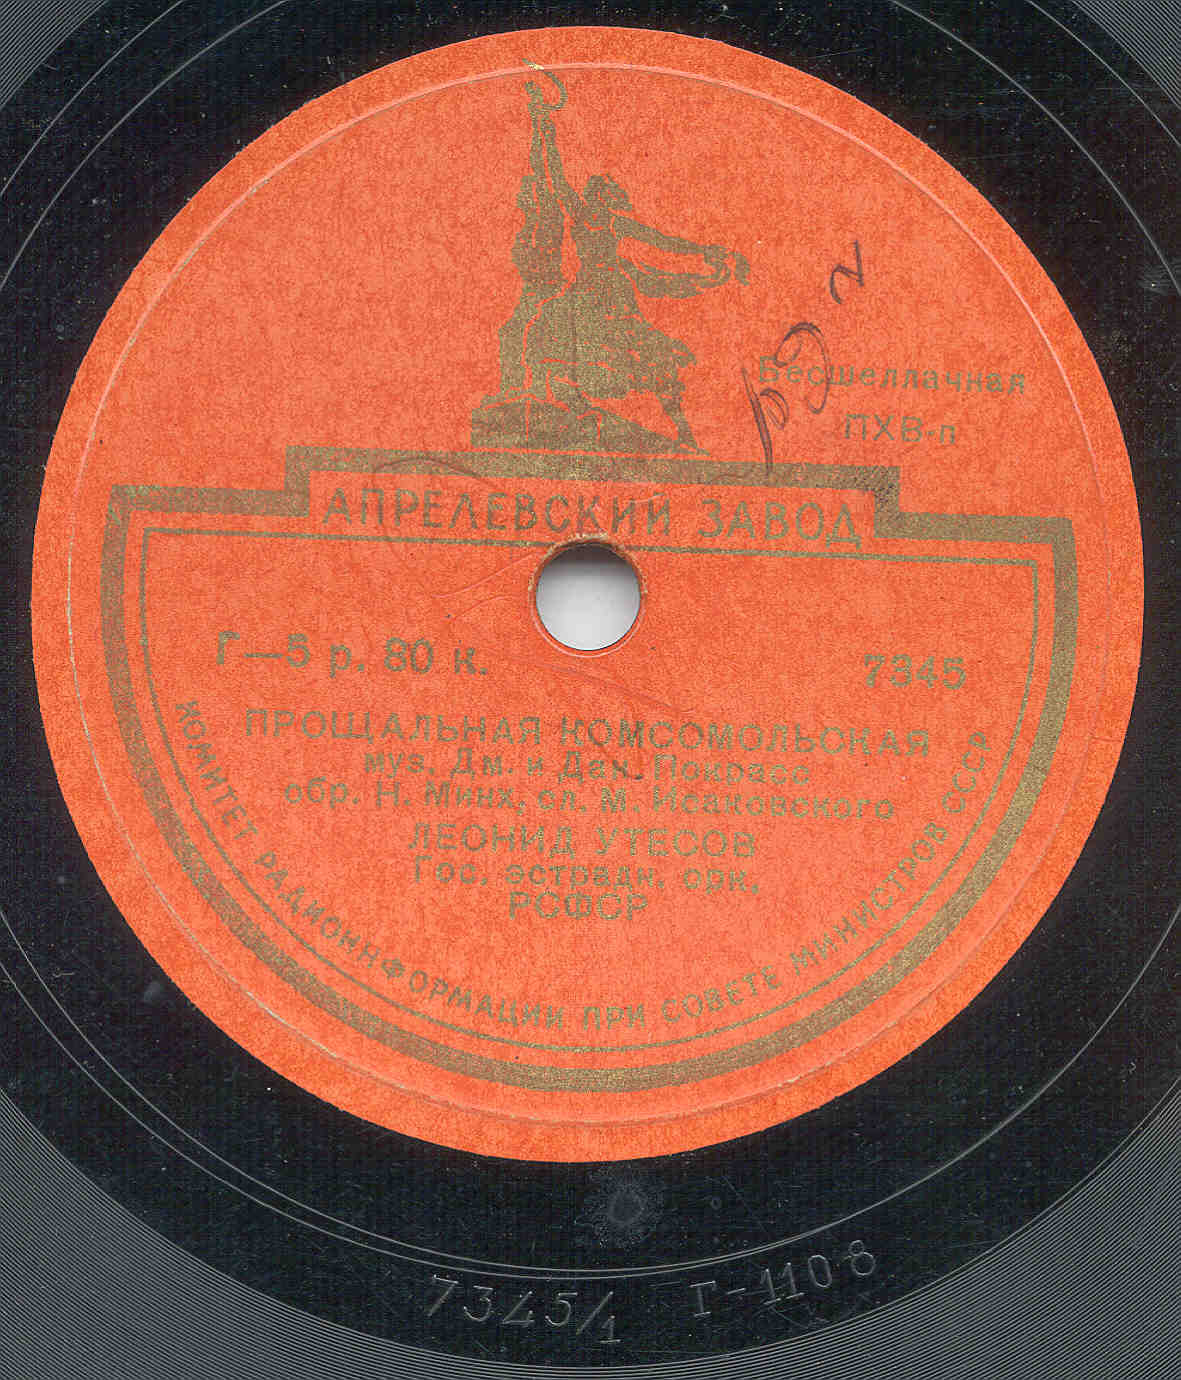 Бесшеллачная
ПХВ-п
АПРЕЛЕВСКИЙ ЗАВОД
Г—5 р. 80 к.
7345
ПРОЩАЛЬНАЯ КОМСОМОЛЬСКАЯ
муз. Дм. и Дан. Покрасс
обр. Н. Минх, сл. М. Исаковского
ЛЕОНИД УТЕСОВ
Гос. эстрадн. орк.
РСФСР
КОМИТЕТ РАДИОИНФОРМАЦИИ ПРИ СОВЕТЕ МИНИСТРОВ СССР
7345/1 Г-1108